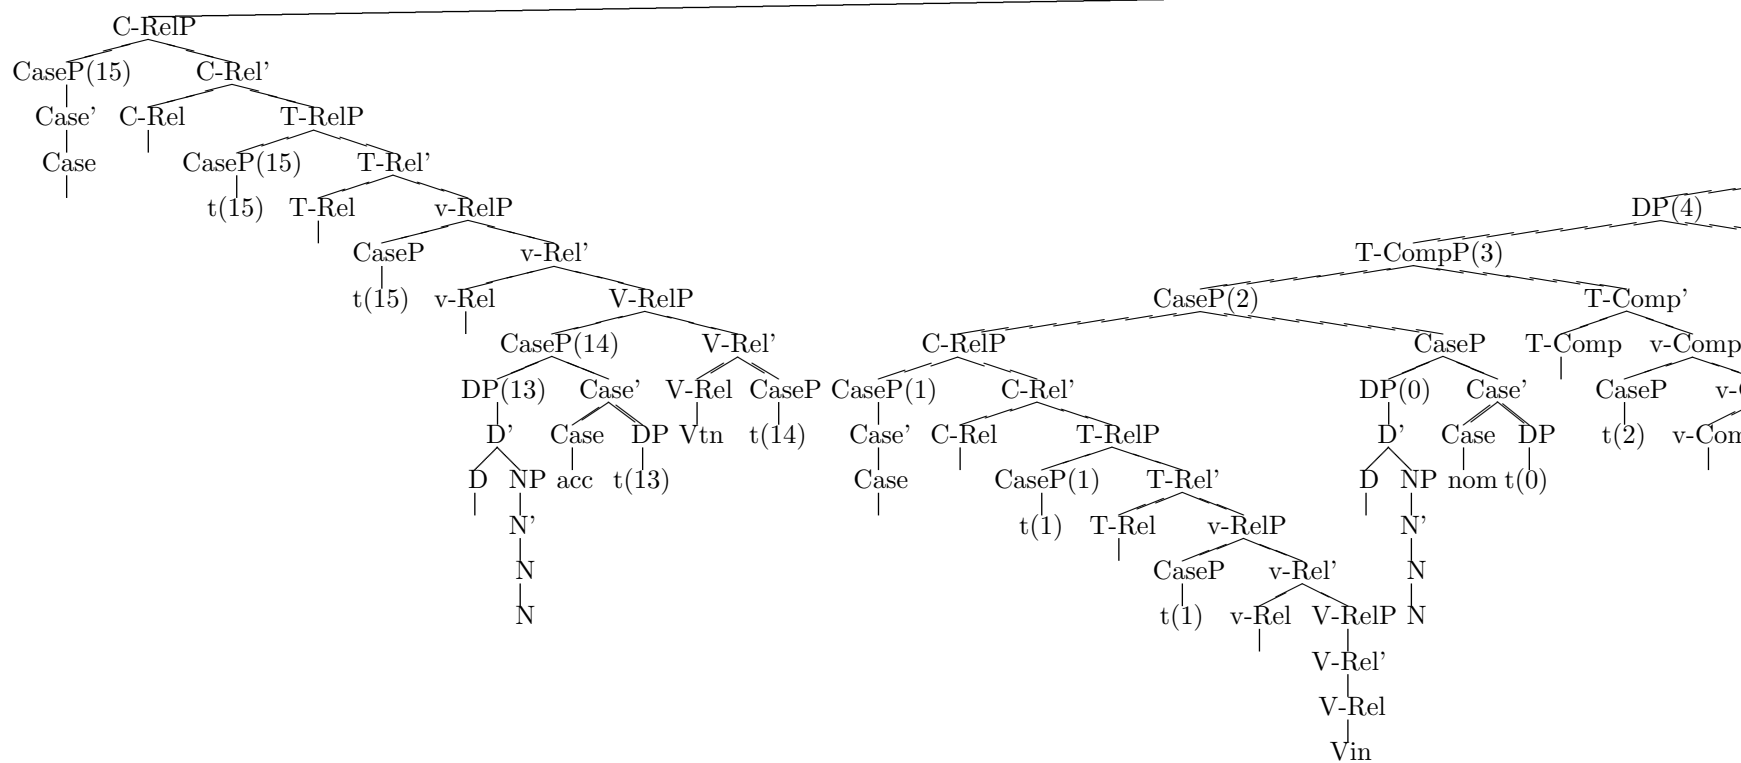 C-RelP
CaseP(15) C-Rel'
Case' C-Rel T-RelP
Case CaseP(15) T-Rel'
t(15) T-Rel v-RelP DP(4)
CaseP v-Rel' T-CompP(3)
t(15) v-Rel V-RelP CaseP(2) T-Comp'
CaseP(14) V-Rel' C-RelP CaseP T-Comp v-Comp
DP(13) Case' V-Rel CaseP CaseP(1) C-Rel' DP(0) Case' CaseP
D' Case DP Vtn t(14) Case' C-Rel T-RelP D' Case DP t(2)
D NP acc t(13) Case CaseP(1) T-Rel' D NP nom t(0)
N' t(1) T-Rel v-RelP N'
N CaseP v-Rel' N
N t(1) v-Rel V-RelP N
V-Rel'
V-Rel
Vin